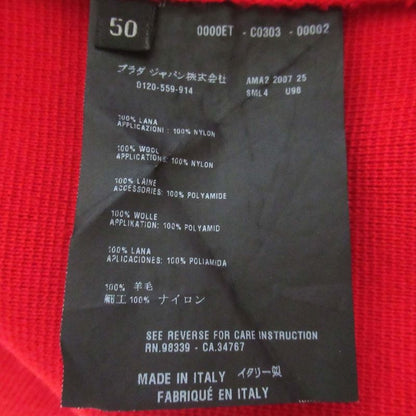 50
0000ET - C0303 - 00002
プラダ ジャパン株式会社
0120-559-914
AMA2 2007 25
SML4 U98
100% LANA
APPLICAZIONI : 100% NYLON
100% WOOL
APPLICATIONS: 100% NYLON
100% LAINE
ACCESSORIES: 100% POLYAMIDE
100% WOLLE
APPLIKATION: 100% POLYAMID
100% LANA
APLICACIONES: 100% POLIAMIDA
100% 羊毛
細工100% ナイロン
SEE REVERSE FOR CARE INSTRUCTION
RN.98339 - CA.34767
MADE IN ITALY イタリー製
FABRIQUÉ EN ITALY